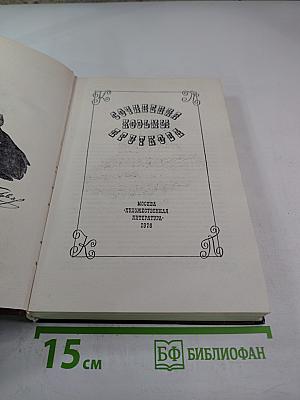 К П
СОЧИНЕНИЯ
КОЗЬМЫ
ПРУТКОВА
МОСКВА
«ХУДОЖЕСТВЕННАЯ
ЛИТЕРАТУРА»
1976
К П
15 см
БФ БИБЛИОФАН